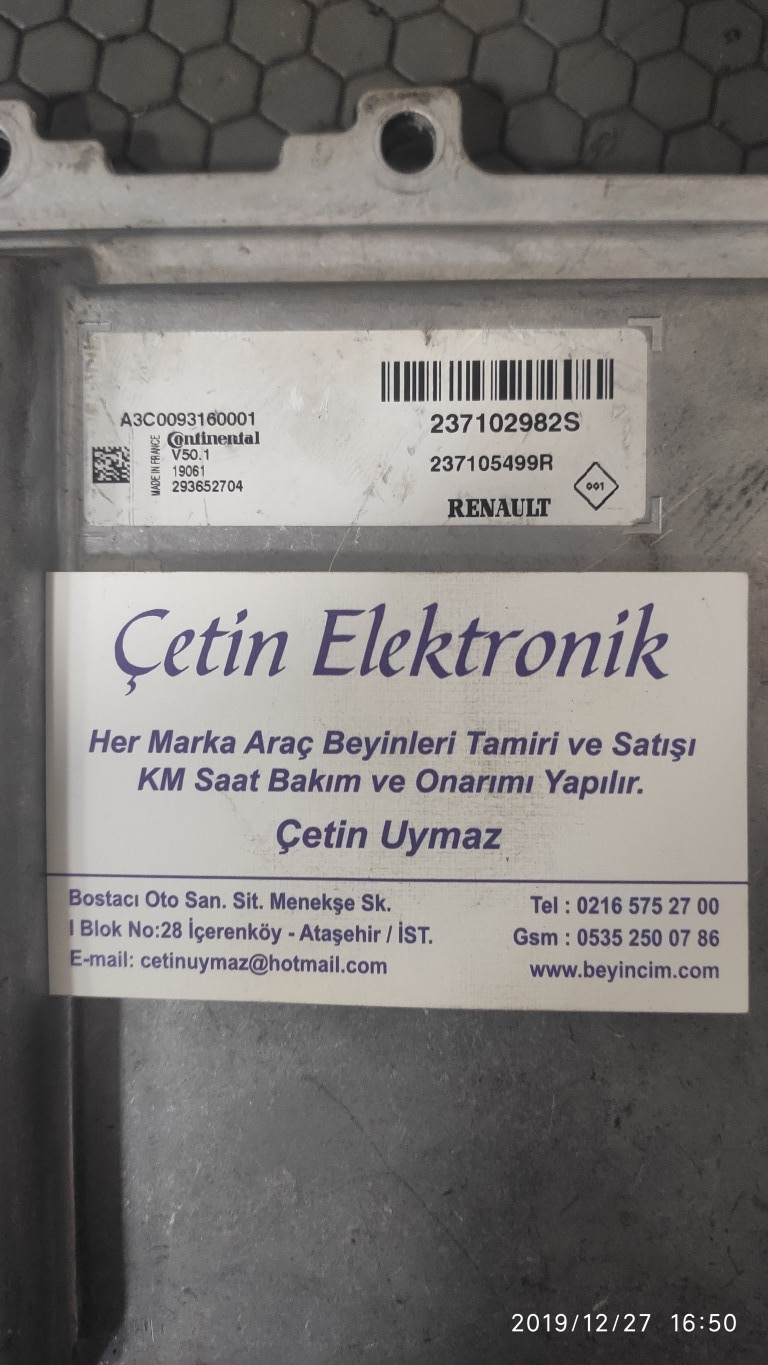 A3C0093160001
Continental
MADE IN FRANCE
V50.1
19061
293652704
237102982S
237105499R
001
RENAULT
Çetin Elektronik
Her Marka Araç Beyinleri Tamiri ve Satışı
KM Saat Bakım ve Onarımı Yapılır.
Çetin Uymaz
Bostacı Oto San. Sit. Menekşe Sk.
I Blok No:28 İçerenköy - Ataşehir / İST.
E-mail: cetinuymaz@hotmail.com
Tel : 0216 575 27 00
Gsm : 0535 250 07 86
www.beyincim.com
2019/12/27 16:50